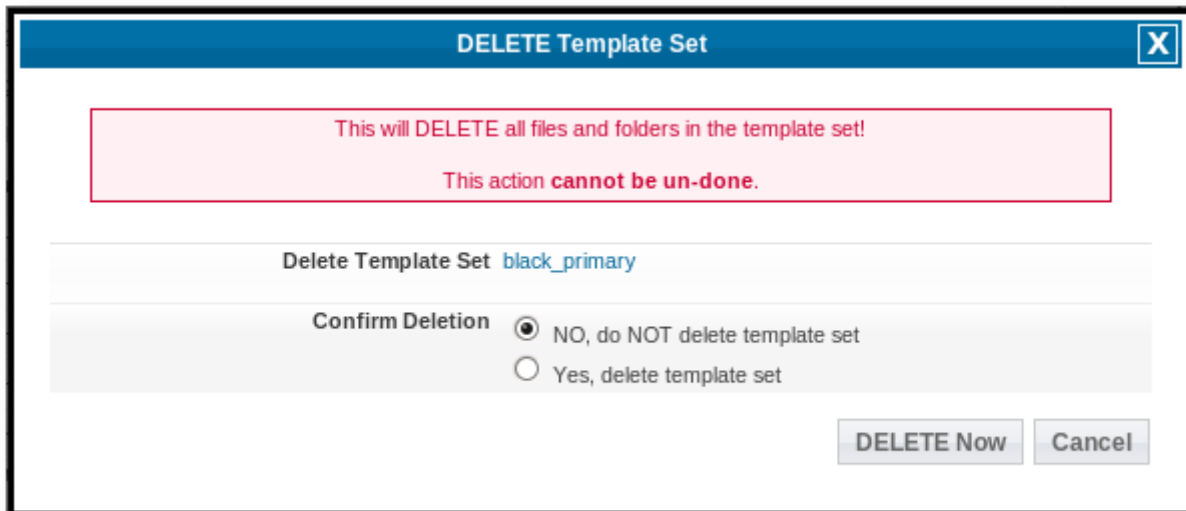 DELETE Template Set
X
This will DELETE all files and folders in the template set!
This action cannot be un-done.
Delete Template Set black_primary
Confirm Deletion
NO, do NOT delete template set
Yes, delete template set
DELETE Now Cancel